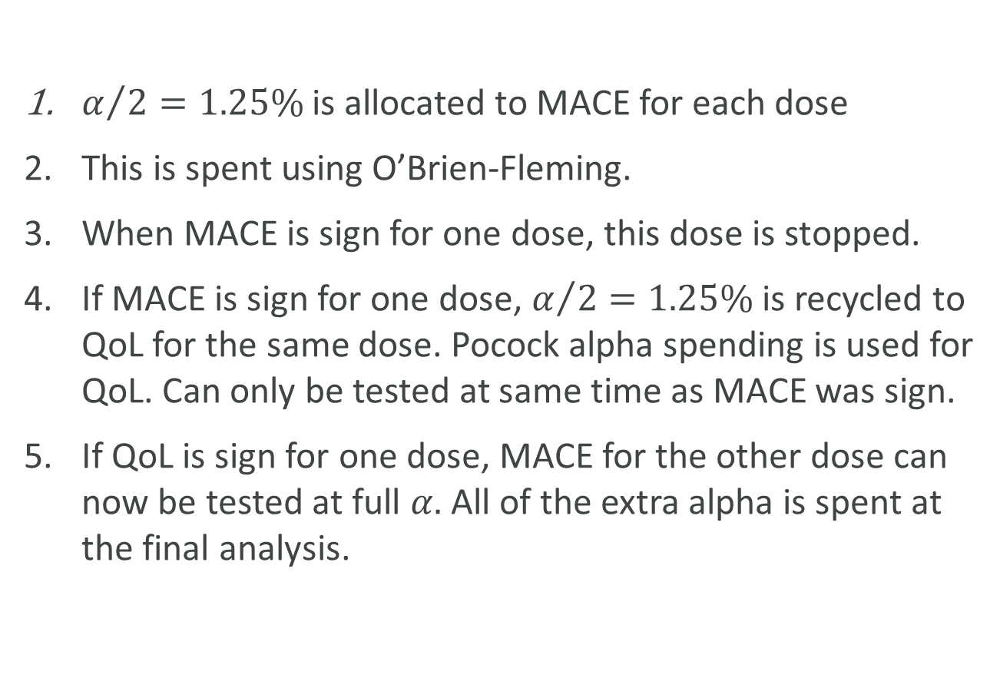 1. α/2 = 1.25% is allocated to MACE for each dose
2. This is spent using O’Brien-Fleming.
3. When MACE is sign for one dose, this dose is stopped.
4. If MACE is sign for one dose, α/2 = 1.25% is recycled to
QoL for the same dose. Pocock alpha spending is used for
QoL. Can only be tested at same time as MACE was sign.
5. If QoL is sign for one dose, MACE for the other dose can
now be tested at full α. All of the extra alpha is spent at
the final analysis.